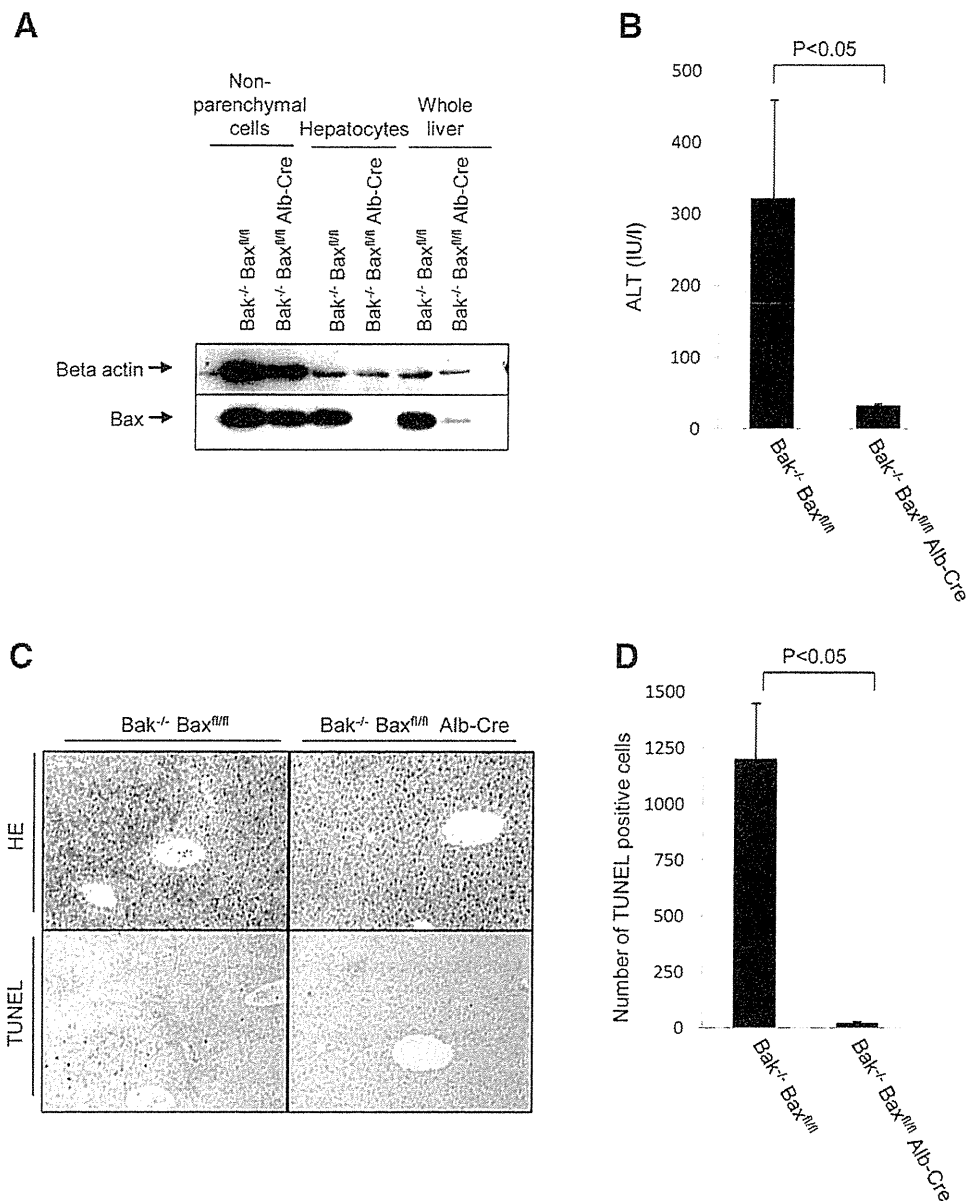 A
Non-
parenchymal
cells
Hepatocytes
Whole
liver
Bak-/- Baxfl/fl
Bak-/- Baxfl/fl Alb-Cre
Bak-/- Baxfl/fl
Bak-/- Baxfl/fl Alb-Cre
Bak-/- Baxfl/fl
Bak-/- Baxfl/fl Alb-Cre
Beta actin
Bax
B
P<0.05
500
400
300
200
100
0
ALT (IU/l)
Bak-/- Baxfl/fl
Bak-/- Baxfl/fl Alb-Cre
C
Bak-/- Baxfl/fl
Bak-/- Baxfl/fl Alb-Cre
HE
TUNEL
D
P<0.05
1500
1250
1000
750
500
250
0
Number of TUNEL positive cells
Bak-/- Baxfl/fl
Bak-/- Baxfl/fl Alb-Cre